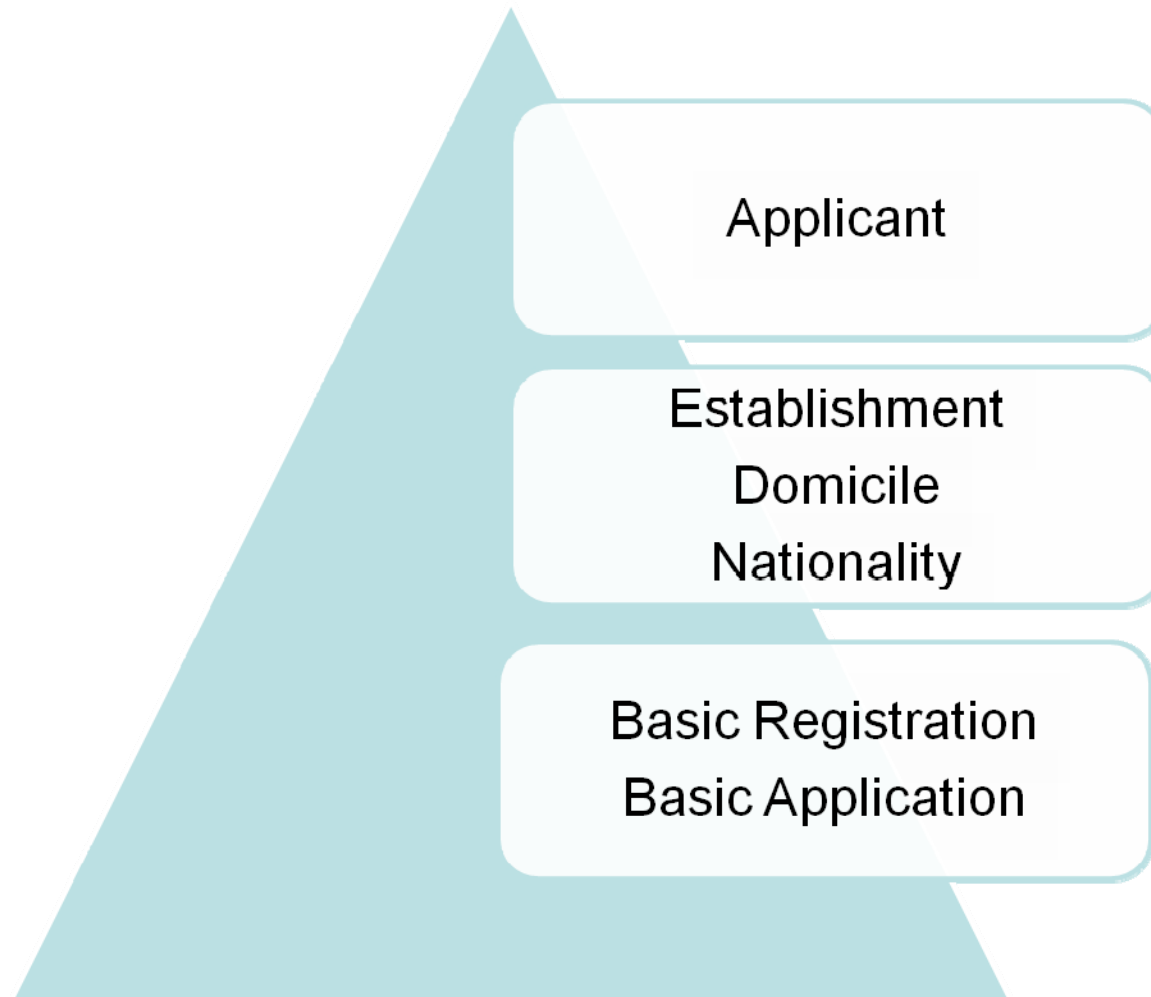 Applicant
Establishment
Domicile
Nationality
Basic Registration
Basic Application